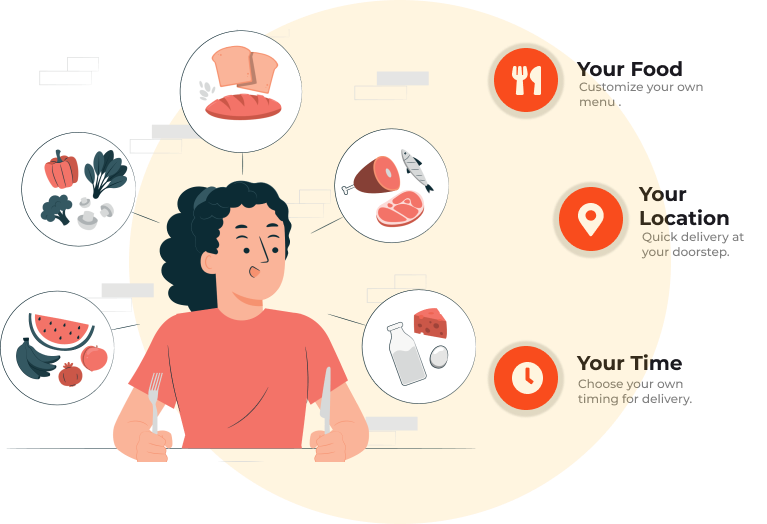 Your Food
Customize your own
menu .
Your
Location
Quick delivery at
your doorstep.
Your Time
Choose your own
timing for delivery.